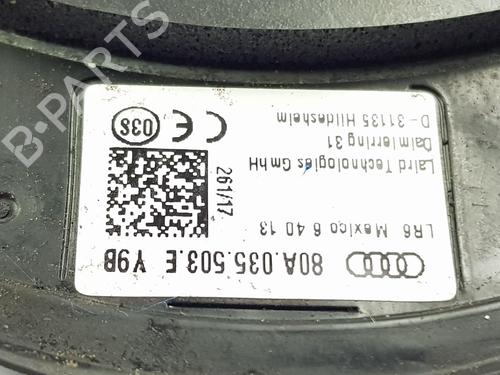 80A.035.503.E Y9B
LR6 Mexico 6 40 13
261/17
Laird Technologies GmbH
Daimlerring 31
D-31135 Hildesheim
CE
03S
B-PARTS